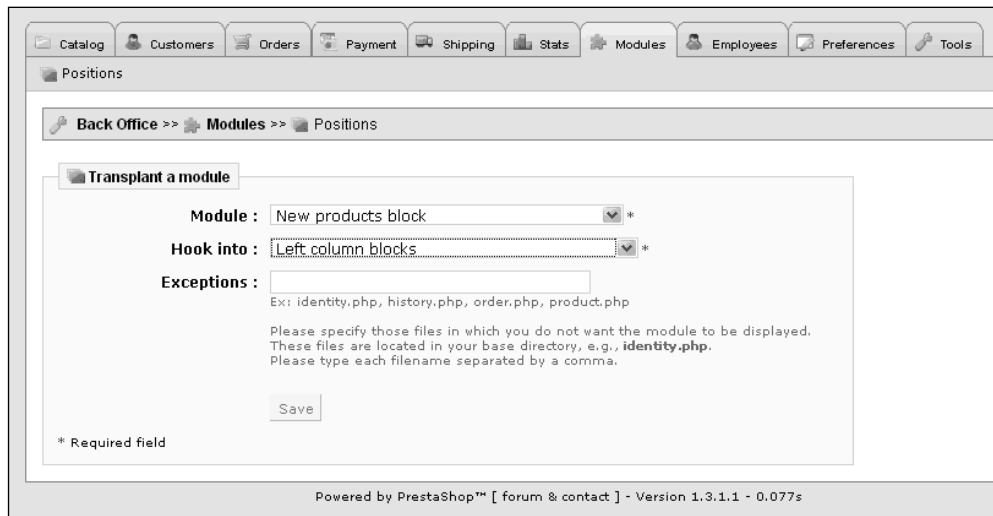 Catalog Customers Orders Payment Shipping Stats Modules Employees Preferences Tools
Positions
Back Office >> Modules >> Positions
Transplant a module
Module : New products block *
Hook into : Left column blocks *
Exceptions :
Ex: identity.php, history.php, order.php, product.php
Please specify those files in which you do not want the module to be displayed.
These files are located in your base directory, e.g., identity.php.
Please type each filename separated by a comma.
Save
* Required field
Powered by PrestaShop™ [ forum & contact ] - Version 1.3.1.1 - 0.077s